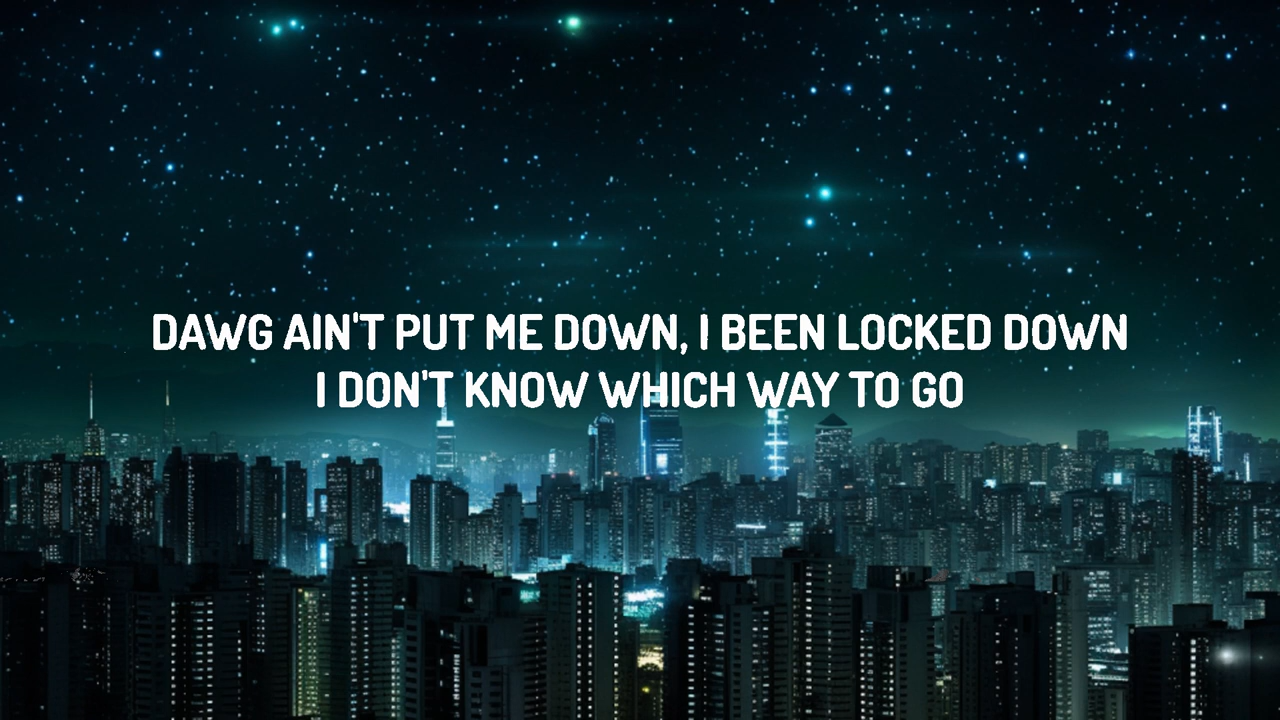 DAWG AIN'T PUT ME DOWN, I BEEN LOCKED DOWN
I DON'T KNOW WHICH WAY TO GO